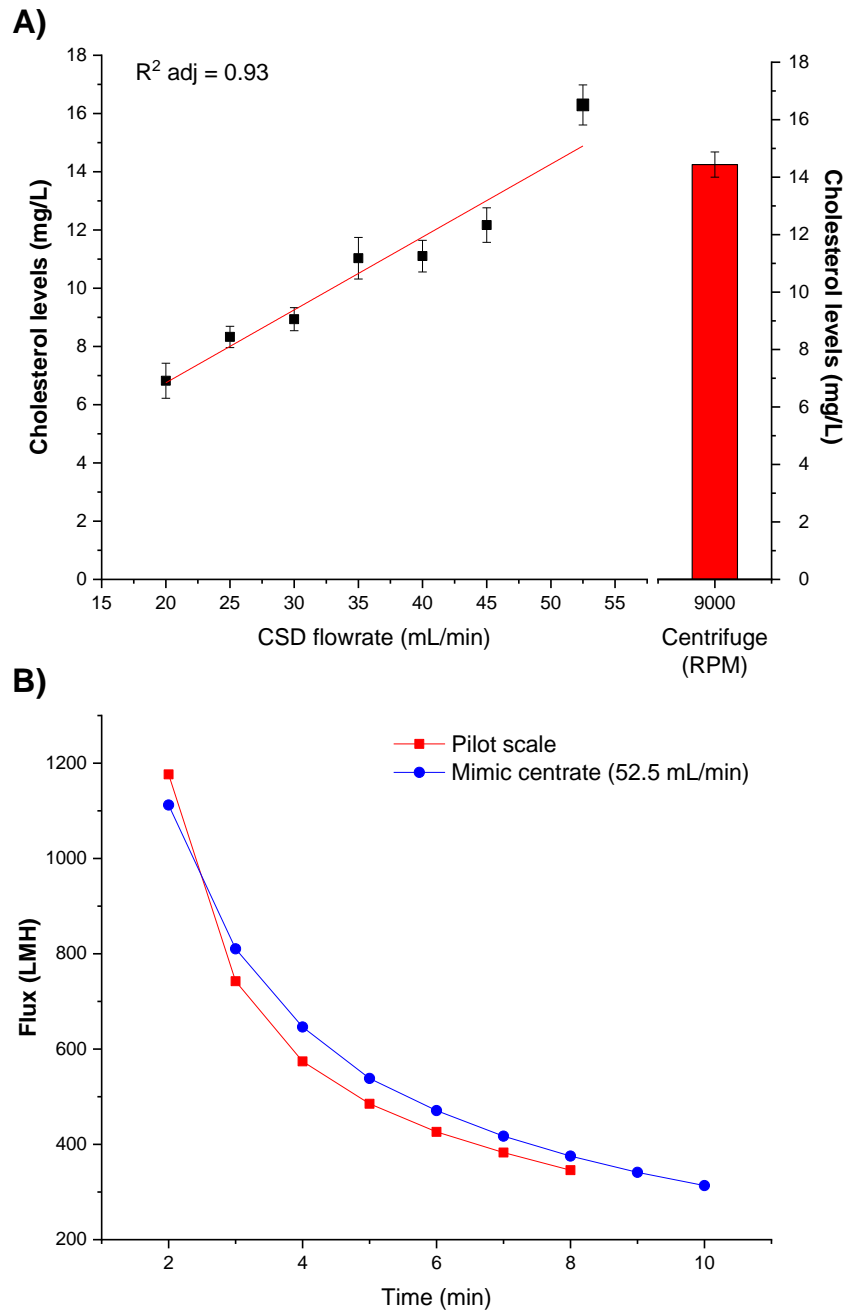 A)
R² adj = 0.93
Cholesterol levels (mg/L)
18
16
14
12
10
8
6
4
2
0
15 20 25 30 35 40 45 50 55
CSD flowrate (mL/min)
18
16
14
12
10
8
6
4
2
0
Cholesterol levels (mg/L)
9000
Centrifuge
(RPM)
B)
Pilot scale
Mimic centrate (52.5 mL/min)
Flux (LMH)
1200
1000
800
600
400
200
2 4 6 8 10
Time (min)